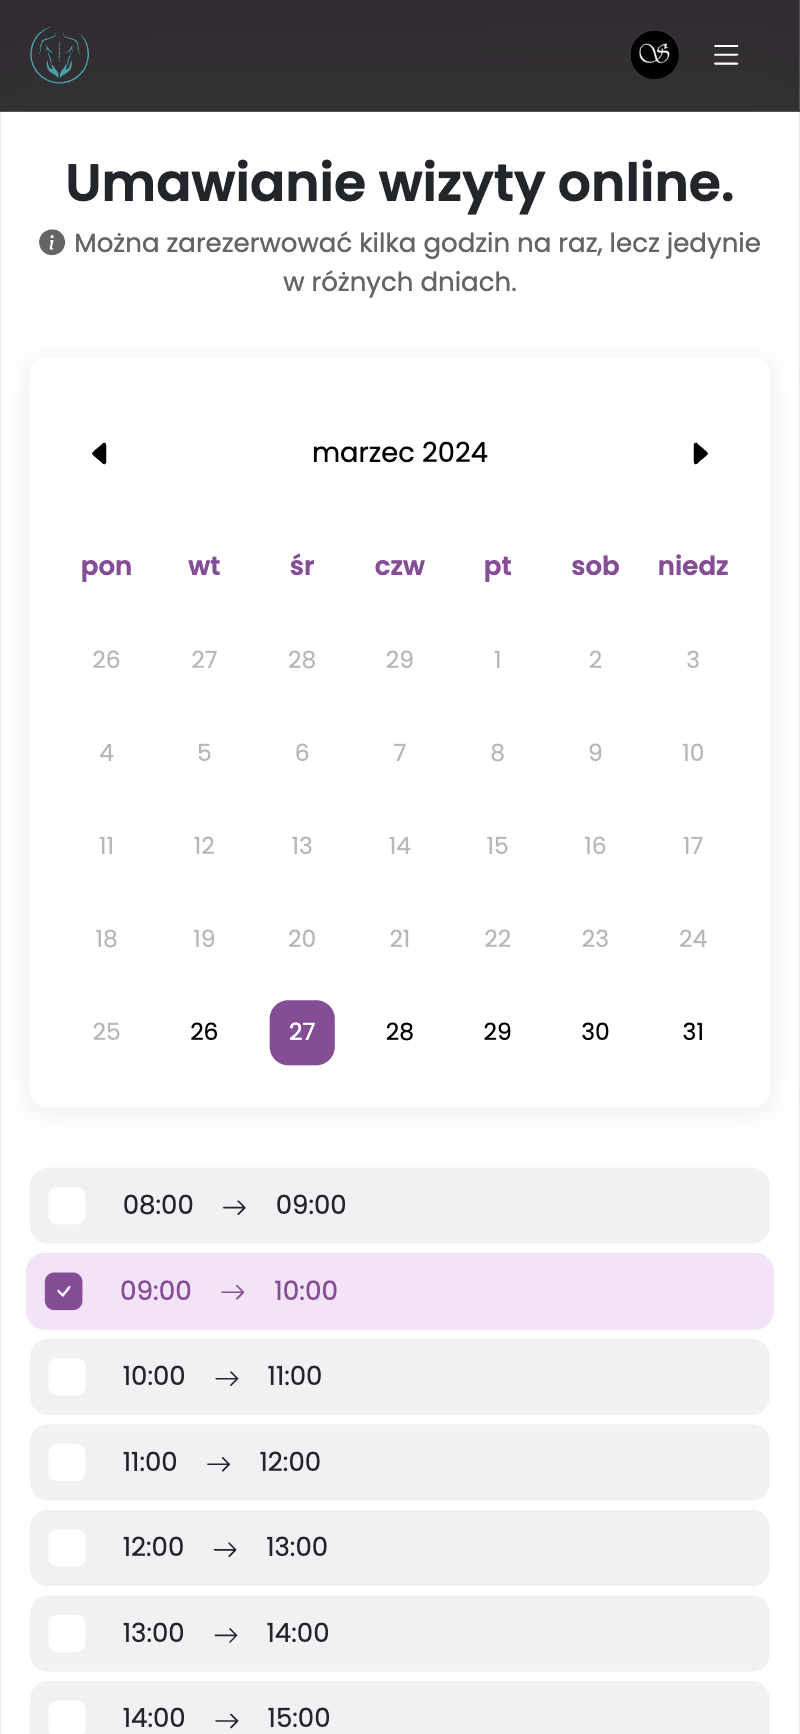 Umawianie wizyty online.
Można zarezerwować kilka godzin na raz, lecz jedynie
w różnych dniach.
marzec 2024
pon wt śr czw pt sob niedz
26 27 28 29 1 2 3
4 5 6 7 8 9 10
11 12 13 14 15 16 17
18 19 20 21 22 23 24
25 26 27 28 29 30 31
08:00 → 09:00
09:00 → 10:00
10:00 → 11:00
11:00 → 12:00
12:00 → 13:00
13:00 → 14:00
14:00 → 15:00